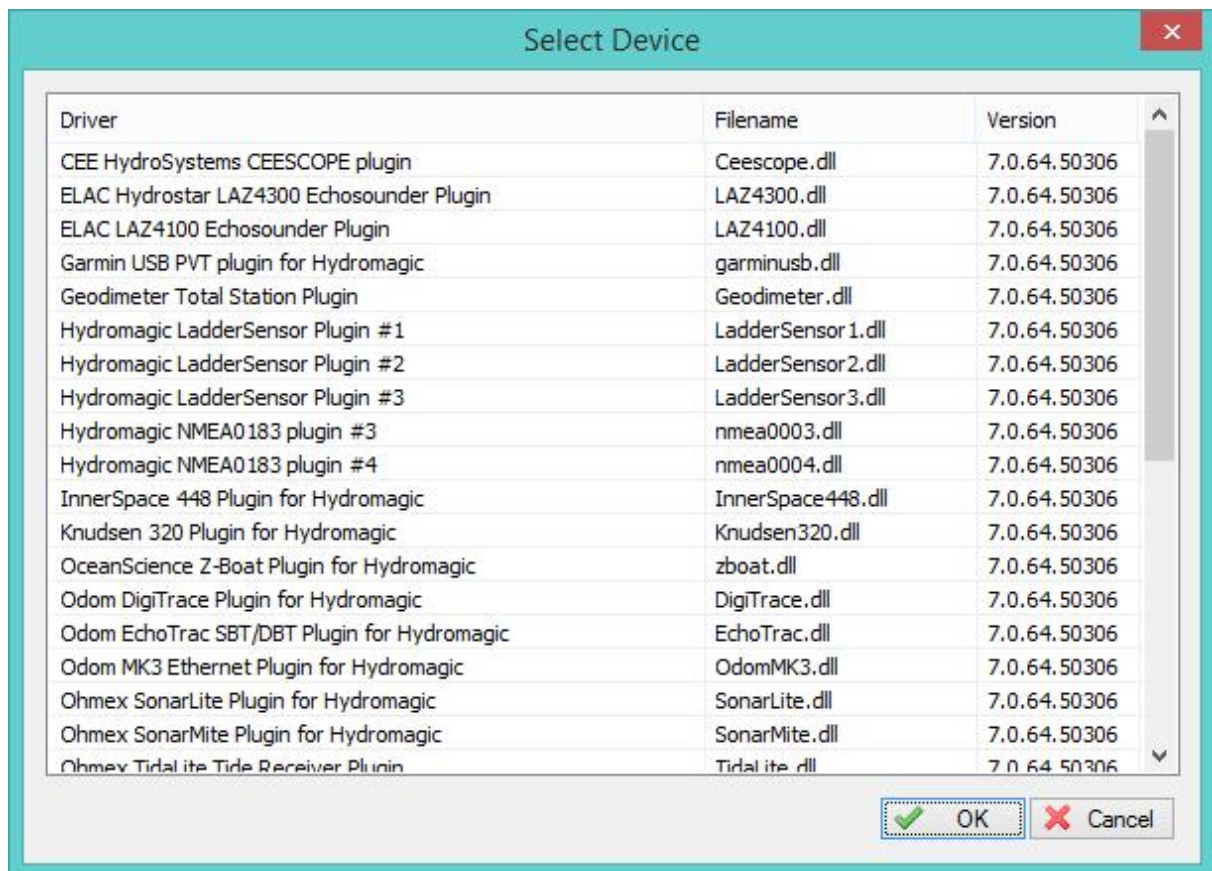 Select Device
Driver Filename Version
CEE HydroSystems CEESCOPE plugin Ceescope.dll 7.0.64.50306
ELAC Hydrostar LAZ4300 Echosounder Plugin LAZ4300.dll 7.0.64.50306
ELAC LAZ4100 Echosounder Plugin LAZ4100.dll 7.0.64.50306
Garmin USB PVT plugin for Hydromagic garminusb.dll 7.0.64.50306
Geodimeter Total Station Plugin Geodimeter.dll 7.0.64.50306
Hydromagic LadderSensor Plugin #1 LadderSensor1.dll 7.0.64.50306
Hydromagic LadderSensor Plugin #2 LadderSensor2.dll 7.0.64.50306
Hydromagic LadderSensor Plugin #3 LadderSensor3.dll 7.0.64.50306
Hydromagic NMEA0183 plugin #3 nmea0003.dll 7.0.64.50306
Hydromagic NMEA0183 plugin #4 nmea0004.dll 7.0.64.50306
InnerSpace 448 Plugin for Hydromagic InnerSpace448.dll 7.0.64.50306
Knudsen 320 Plugin for Hydromagic Knudsen320.dll 7.0.64.50306
OceanScience Z-Boat Plugin for Hydromagic zboat.dll 7.0.64.50306
Odom DigiTrace Plugin for Hydromagic DigiTrace.dll 7.0.64.50306
Odom EchoTrac SBT/DBT Plugin for Hydromagic EchoTrac.dll 7.0.64.50306
Odom MK3 Ethernet Plugin for Hydromagic OdomMK3.dll 7.0.64.50306
Ohmex SonarLite Plugin for Hydromagic SonarLite.dll 7.0.64.50306
Ohmex SonarMite Plugin for Hydromagic SonarMite.dll 7.0.64.50306
Ohmex TidaLite Tide Receiver Plugin TidaLite.dll 7.0.64.50306
OK Cancel